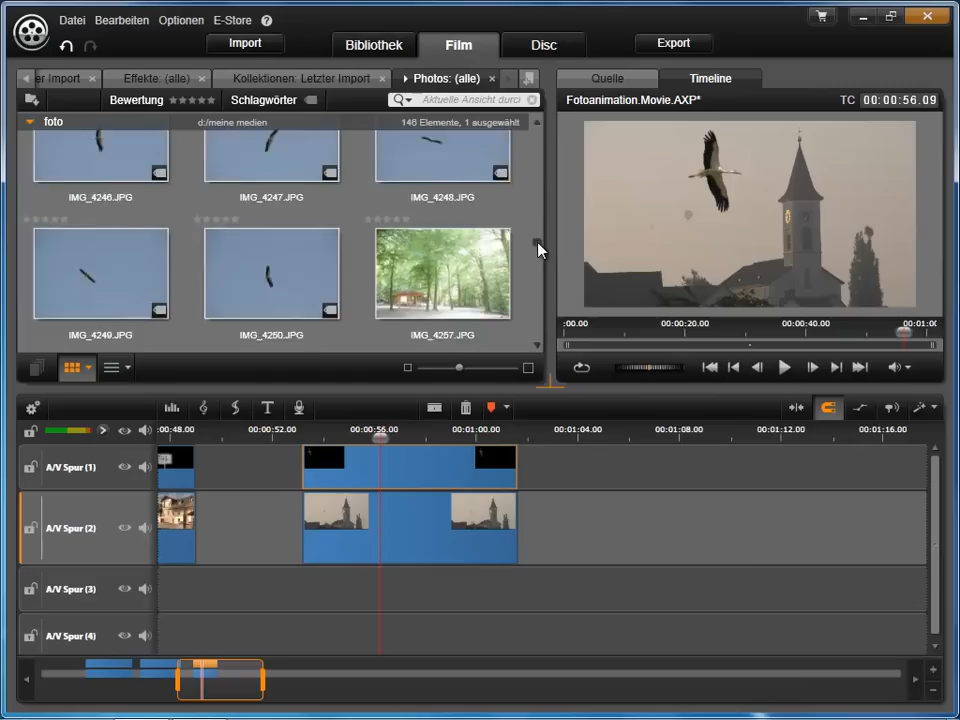 Datei Bearbeiten Optionen E-Store ?
Import Bibliothek Film Disc Export
er Import × Effekte: (alle) × Kollektionen: Letzter Import × Photos: (alle) × Quelle Timeline
Bewertung Schlagwörter Aktuelle Ansicht durc Fotoanimation.Movie.AXP* TC 00:00:56.09
foto d:/meine medien 146 Elemente, 1 ausgewählt
IMG_4246.JPG IMG_4247.JPG IMG_4248.JPG
IMG_4249.JPG IMG_4250.JPG IMG_4257.JPG
:00.00 00:00:20.00 00:00:40.00 00:01:0
:00:48.00 00:00:52.00 00:00:56.00 00:01:00.00 00:01:04.00 00:01:08.00 00:01:12.00 00:01:16.00
A/V Spur (1)
A/V Spur (2)
A/V Spur (3)
A/V Spur (4)